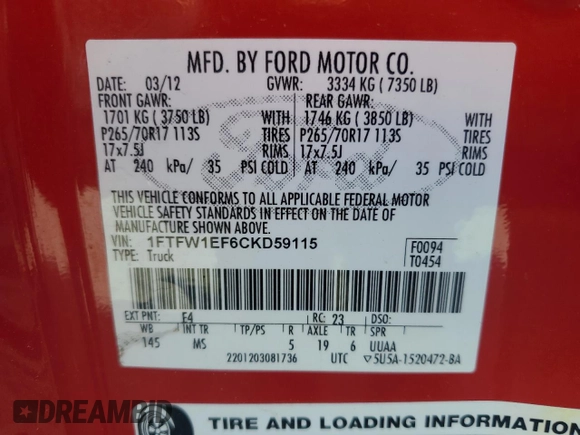 MFD. BY FORD MOTOR CO.
DATE: 03/12 GVWR: 3334 KG ( 7350 LB)
FRONT GAWR: REAR GAWR:
1701 KG ( 3750 LB) WITH 1746 KG ( 3850 LB) WITH
P265/70R17 113S TIRES P265/70R17 113S TIRES
17x7.5J RIMS 17x7.5J RIMS
AT 240 kPa/ 35 PSI COLD AT 240 kPa/ 35 PSI COLD
THIS VEHICLE CONFORMS TO ALL APPLICABLE FEDERAL MOTOR
VEHICLE SAFETY STANDARDS IN EFFECT ON THE DATE OF
MANUFACTURE SHOWN ABOVE.
VIN: 1FTFW1EF6CKD59115 F0094
TYPE: Truck T0454
EXT PNT: E4 RC: 23 DSO:
WB INT TR TP/PS R AXLE TR SPR
145 MS 5 19 6 UUAA
2201203081736 UTC 5U5A-1520472-BA
DREAMBID
TIRE AND LOADING INFORMATION